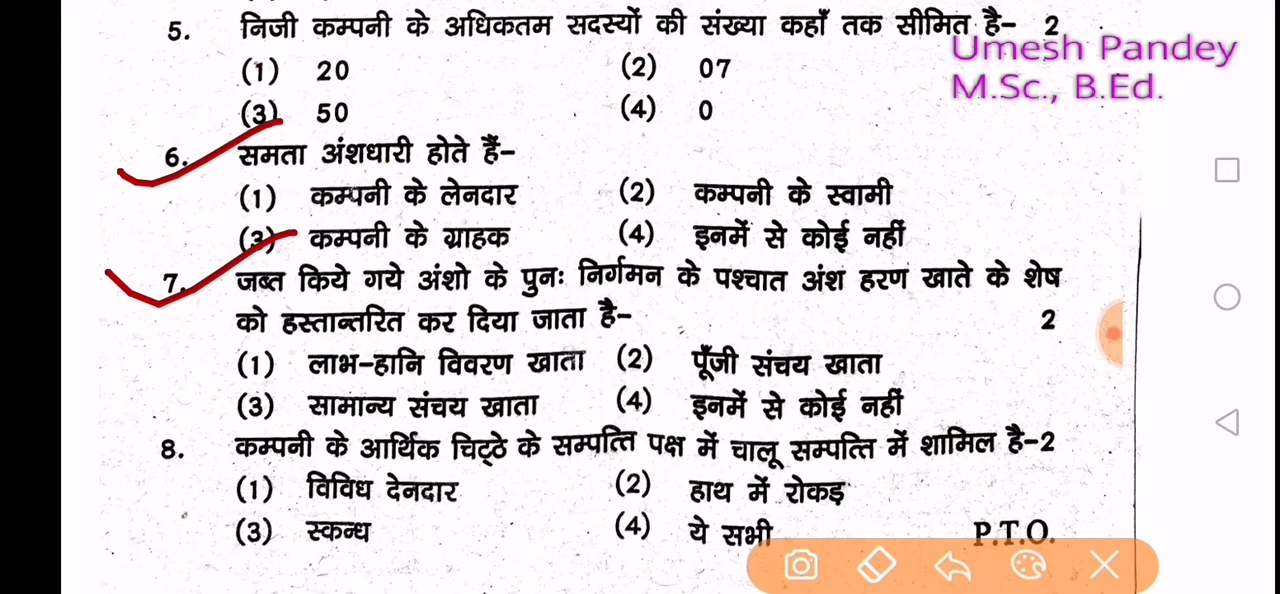 5. निजी कम्पनी के अधिकतम सदस्यों की संख्या कहाँ तक सीमित है- 2
Umesh Pandey
M.Sc., B.Ed.
(1) 20 (2) 07
(3) 50 (4) 0
6. समता अंशधारी होते हैं-
(1) कम्पनी के लेनदार (2) कम्पनी के स्वामी
(3) कम्पनी के ग्राहक (4) इनमें से कोई नहीं
7. जब्त किये गये अंशो के पुनः निर्गमन के पश्चात अंश हरण खाते के शेष
को हस्तान्तरित कर दिया जाता है- 2
(1) लाभ-हानि विवरण खाता (2) पूँजी संचय खाता
(3) सामान्य संचय खाता (4) इनमें से कोई नहीं
8. कम्पनी के आर्थिक चिट्ठे के सम्पत्ति पक्ष में चालू सम्पत्ति में शामिल है-2
(1) विविध देनदार (2) हाथ में रोकड़
(3) स्कन्ध (4) ये सभी P.T.O.